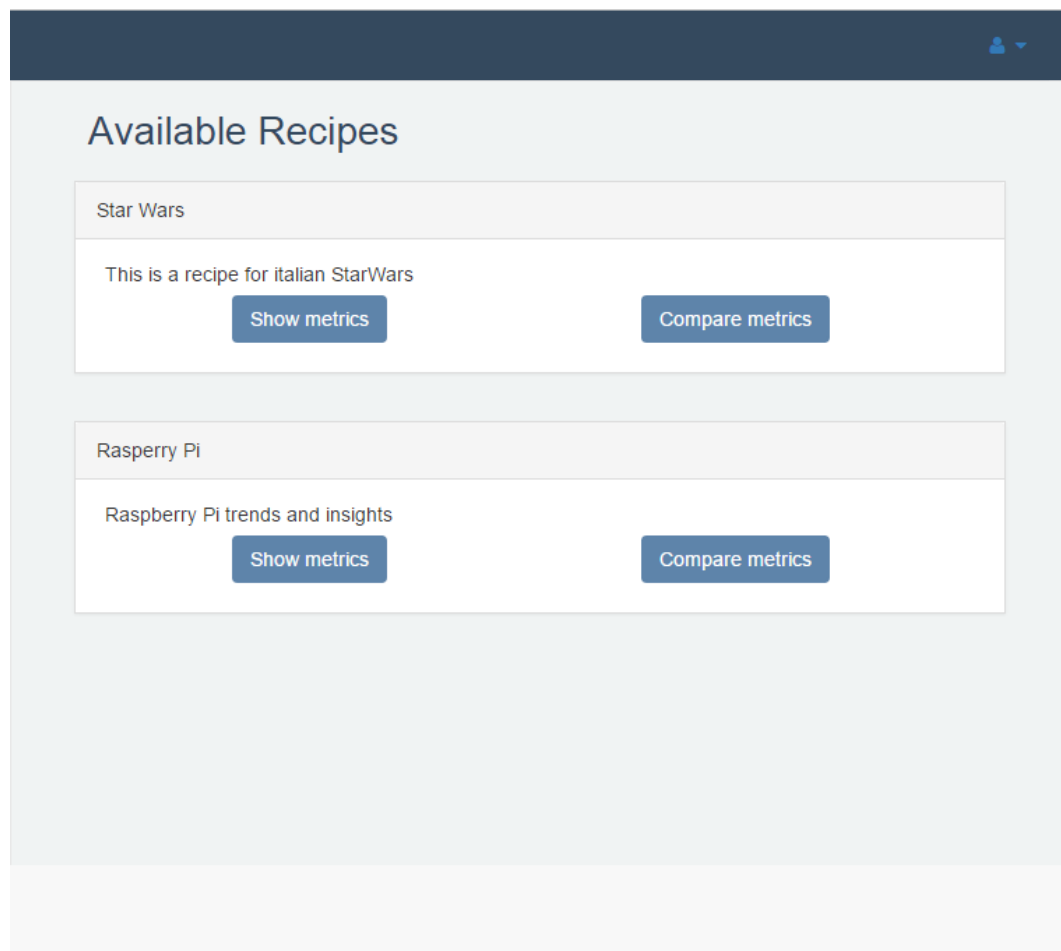 Available Recipes
Star Wars
This is a recipe for italian StarWars
Show metrics Compare metrics
Rasperry Pi
Raspberry Pi trends and insights
Show metrics Compare metrics